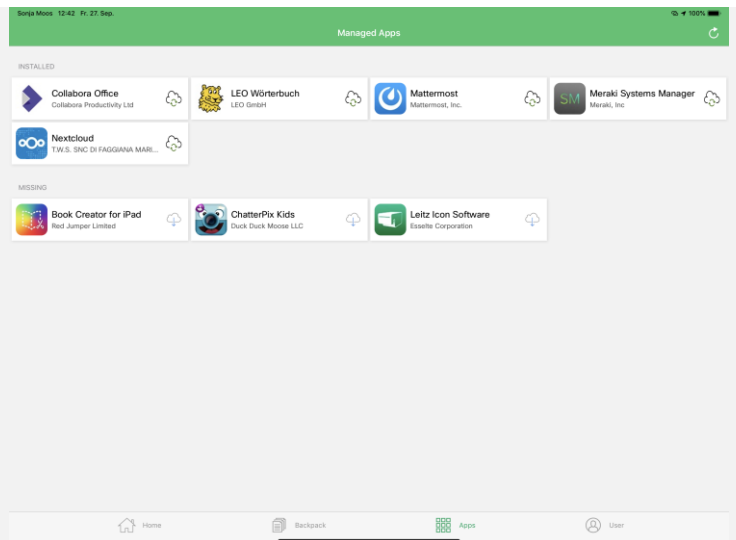 Sonja Moos 12:42 Fr. 27. Sep.
100%
Managed Apps
INSTALLED
Collabora Office
Collabora Productivity Ltd
LEO Wörterbuch
LEO GmbH
Mattermost
Mattermost, Inc.
SM
Meraki Systems Manager
Meraki, Inc
Nextcloud
T.W.S. SNC DI FAGGIANA MARI...
MISSING
Book Creator for iPad
Red Jumper Limited
ChatterPix Kids
Duck Duck Moose LLC
Leitz Icon Software
Esselte Corporation
Home
Backpack
Apps
User